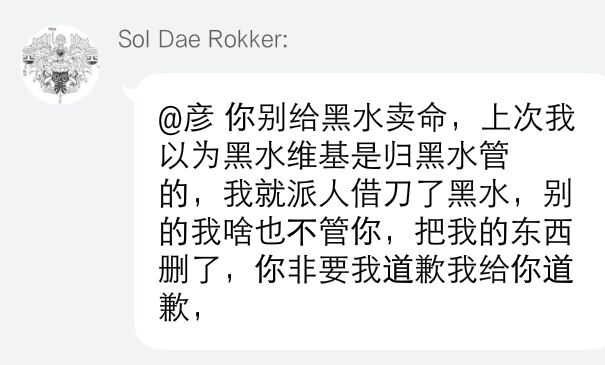 Sol Dae Rokker:
@彦 你别给黑水卖命，上次我
以为黑水维基是归黑水管
的，我就派人借刀了黑水，别
的我啥也不管你，把我的东西
删了，你非要我道歉我给你道
歉，